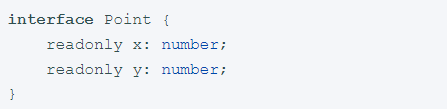 interface Point {
    readonly x: number;
    readonly y: number;
}